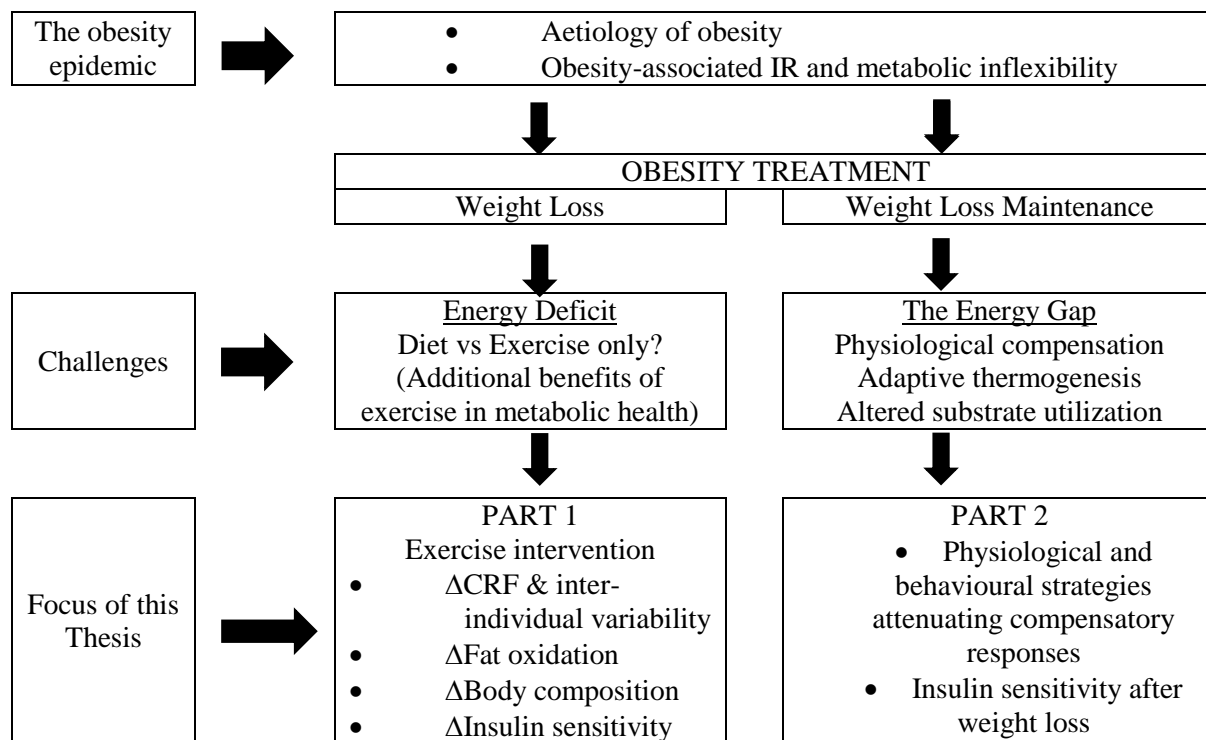 The obesity
epidemic
• Aetiology of obesity
• Obesity-associated IR and metabolic inflexibility
OBESITY TREATMENT
Weight Loss
Weight Loss Maintenance
Challenges
Energy Deficit
Diet vs Exercise only?
(Additional benefits of
exercise in metabolic health)
The Energy Gap
Physiological compensation
Adaptive thermogenesis
Altered substrate utilization
Focus of this
Thesis
PART 1
Exercise intervention
• ΔCRF & inter-
individual variability
• ΔFat oxidation
• ΔBody composition
• ΔInsulin sensitivity
PART 2
• Physiological and
behavioural strategies
attenuating compensatory
responses
• Insulin sensitivity after
weight loss